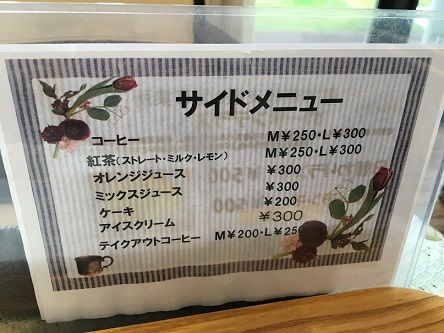 サイドメニュー
コーヒー M¥250・L¥300
紅茶(ストレート・ミルク・レモン) M¥250・L¥300
オレンジジュース ¥300
ミックスジュース ¥300
ケーキ ¥200
アイスクリーム ¥300
テイクアウトコーヒー M¥200・L¥250